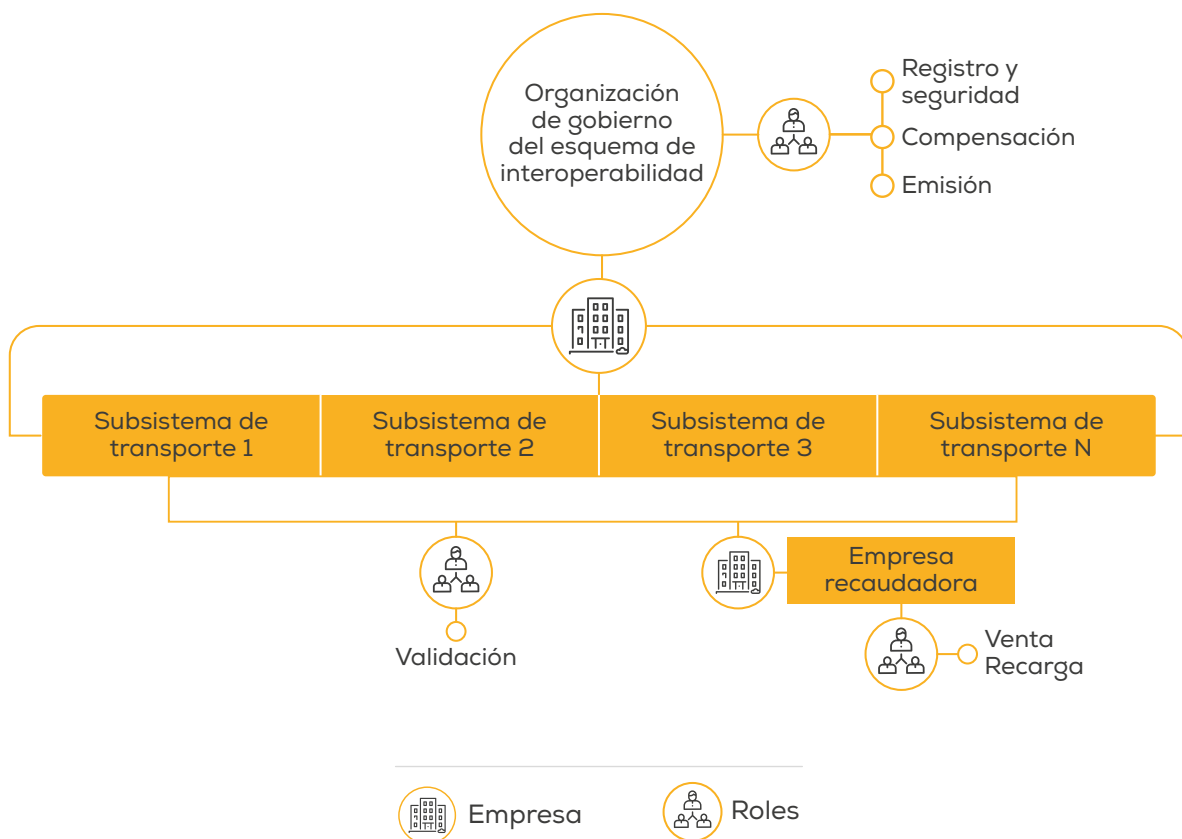 Organización
de gobierno
del esquema de
interoperabilidad
Registro y
seguridad
Compensación
Emisión
Subsistema de
transporte 1
Subsistema de
transporte 2
Subsistema de
transporte 3
Subsistema de
transporte N
Validación
Empresa
recaudadora
Venta
Recarga
Empresa
Roles